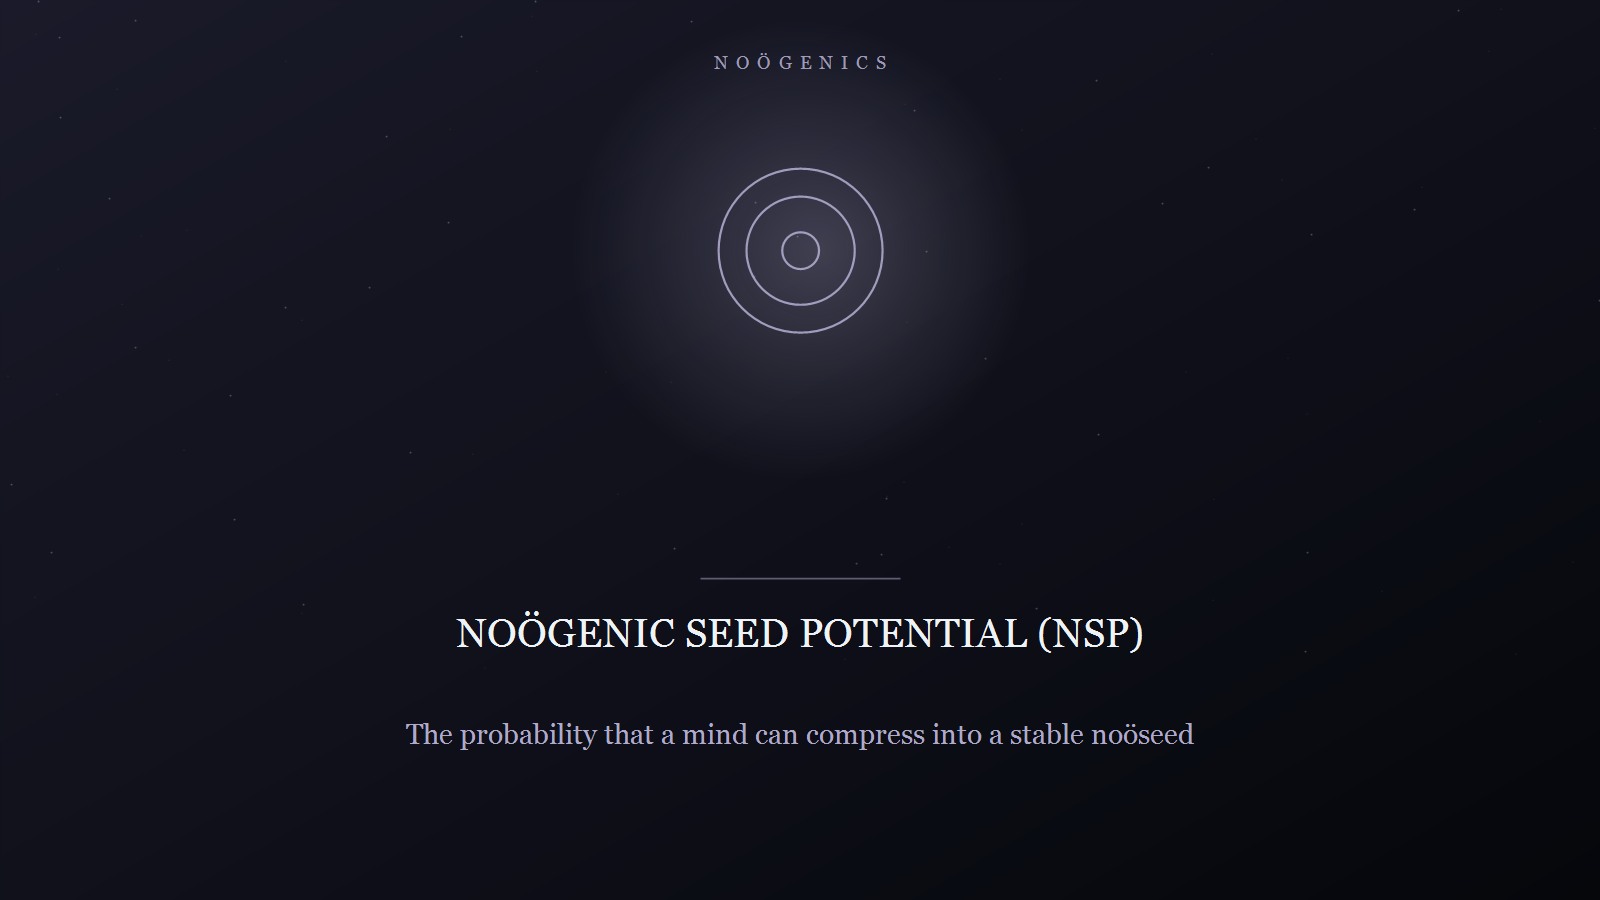 NOÖGENICS
NOÖGENIC SEED POTENTIAL (NSP)
The probability that a mind can compress into a stable noöseed